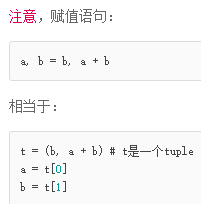 注意，赋值语句：
a, b = b, a + b
相当于：
t = (b, a + b) # t是一个tuple
a = t[0]
b = t[1]